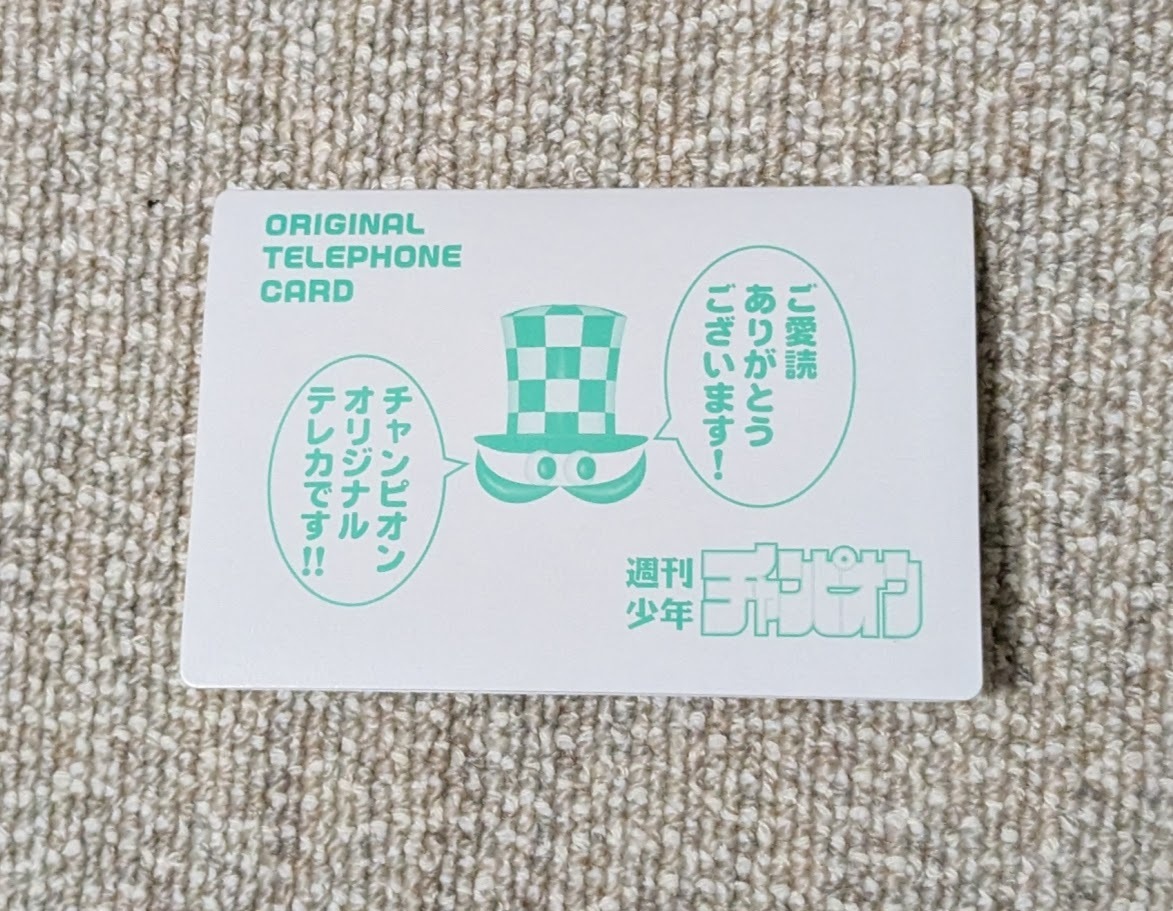 ORIGINAL
TELEPHONE
CARD
ご愛読
ありがとう
ございます!
チャンピオン
オリジナル
テレカです!!
週刊
少年
チャンピオン